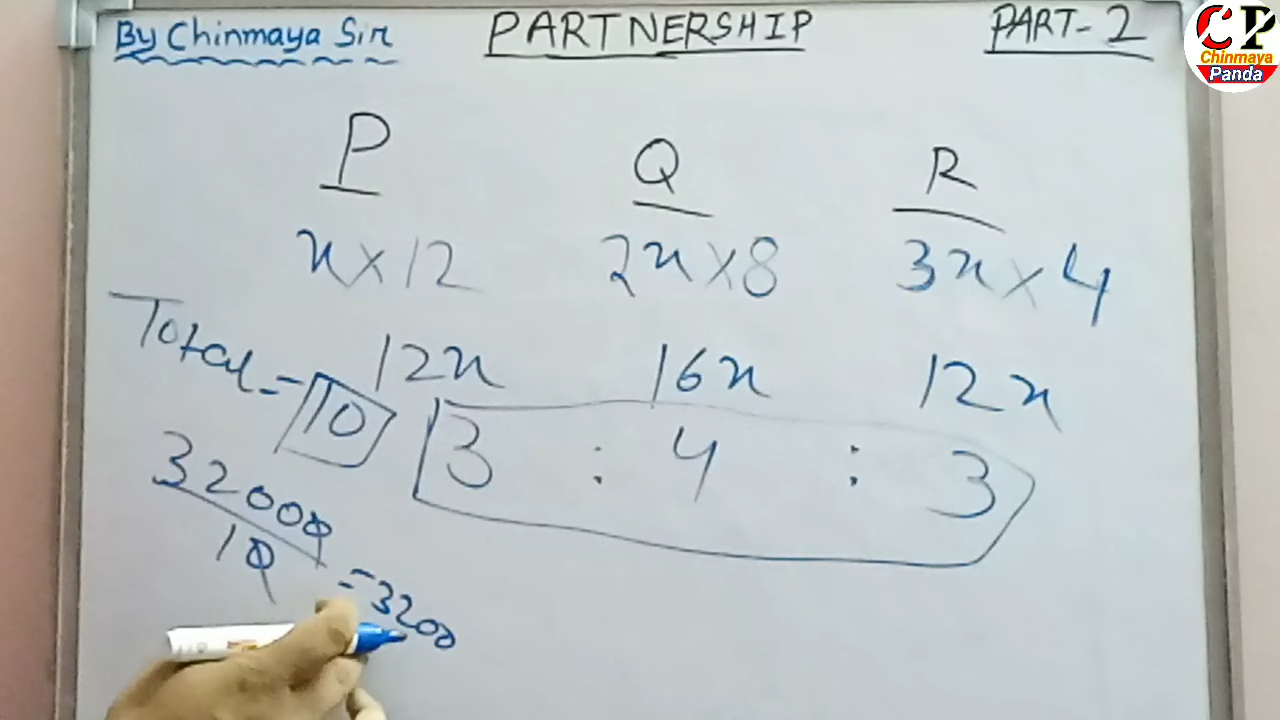 By Chinmaya Sir PARTNERSHIP PART-2
CP
Chinmaya
Panda
P Q R
x×12 2x×8 3x×4
Total = 10 12x 16x 12x
3 : 4 : 3
32000
10
=3200